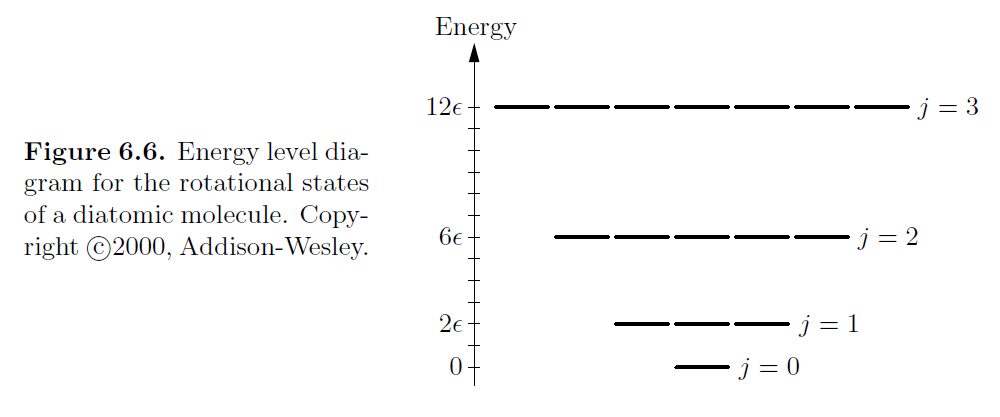 Energy
12ϵ
j = 3
Figure 6.6. Energy level dia-
gram for the rotational states
of a diatomic molecule. Copy-
right ©2000, Addison-Wesley.
6ϵ
j = 2
2ϵ
j = 1
0
j = 0